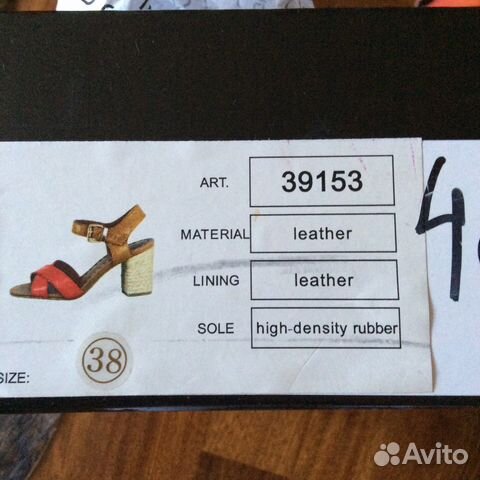 ART. 39153
MATERIAL leather
LINING leather
SOLE high-density rubber
SIZE: 38
Avito